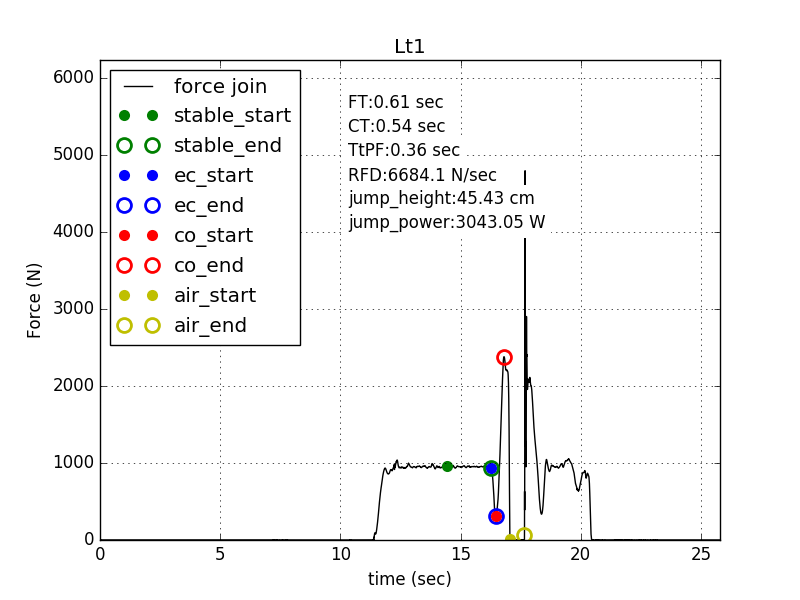 Lt1
force join
stable_start
stable_end
ec_start
ec_end
co_start
co_end
air_start
air_end
FT:0.61 sec
CT:0.54 sec
TtPF:0.36 sec
RFD:6684.1 N/sec
jump_height:45.43 cm
jump_power:3043.05 W
Force (N)
6000
5000
4000
3000
2000
1000
0
0 5 10 15 20 25
time (sec)